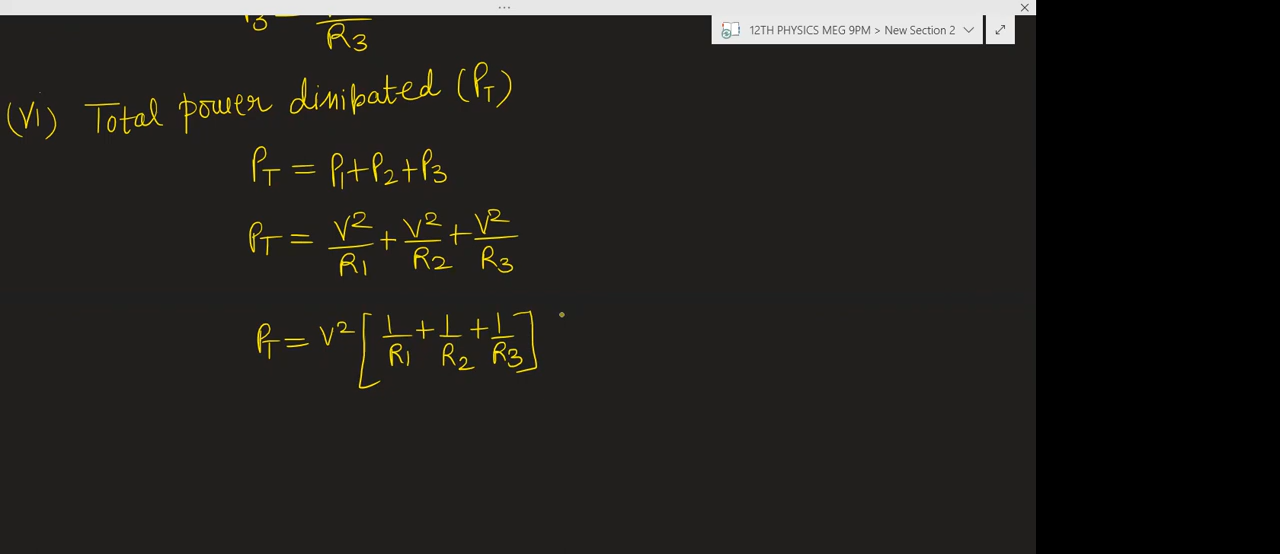 12TH PHYSICS MEG 9PM > New Section 2
P3 = / R3
(Vi) Total power dissipated (PT)
PT = P1 + P2 + P3
PT = V²/R1 + V²/R2 + V²/R3
PT = V² [ 1/R1 + 1/R2 + 1/R3 ]